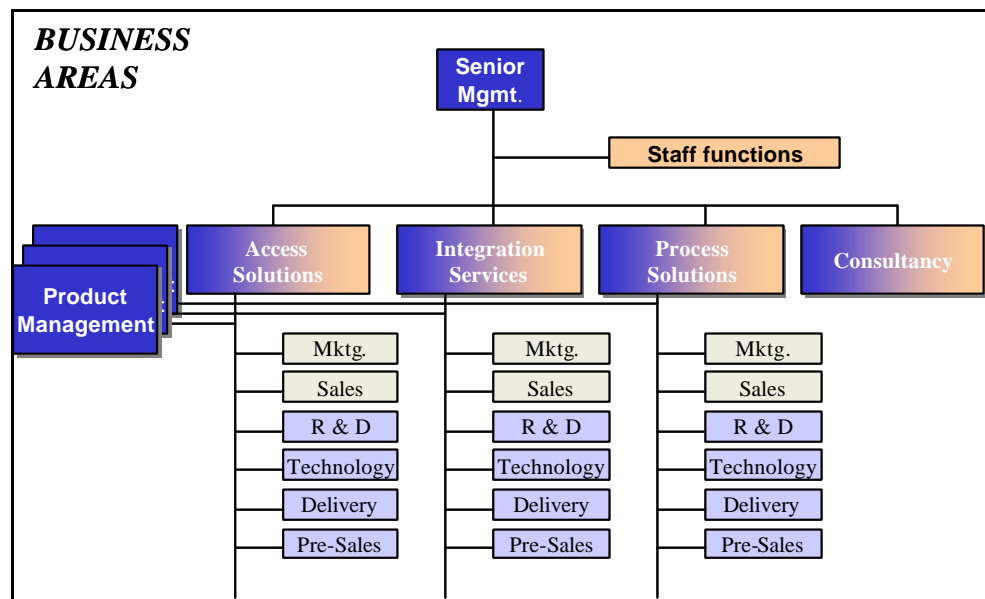 BUSINESS
AREAS
Senior
Mgmt.
Staff functions
Access
Solutions
Integration
Services
Process
Solutions
Consultancy
Product
Management
Mktg.
Mktg.
Mktg.
Sales
Sales
Sales
R & D
R & D
R & D
Technology
Technology
Technology
Delivery
Delivery
Delivery
Pre-Sales
Pre-Sales
Pre-Sales